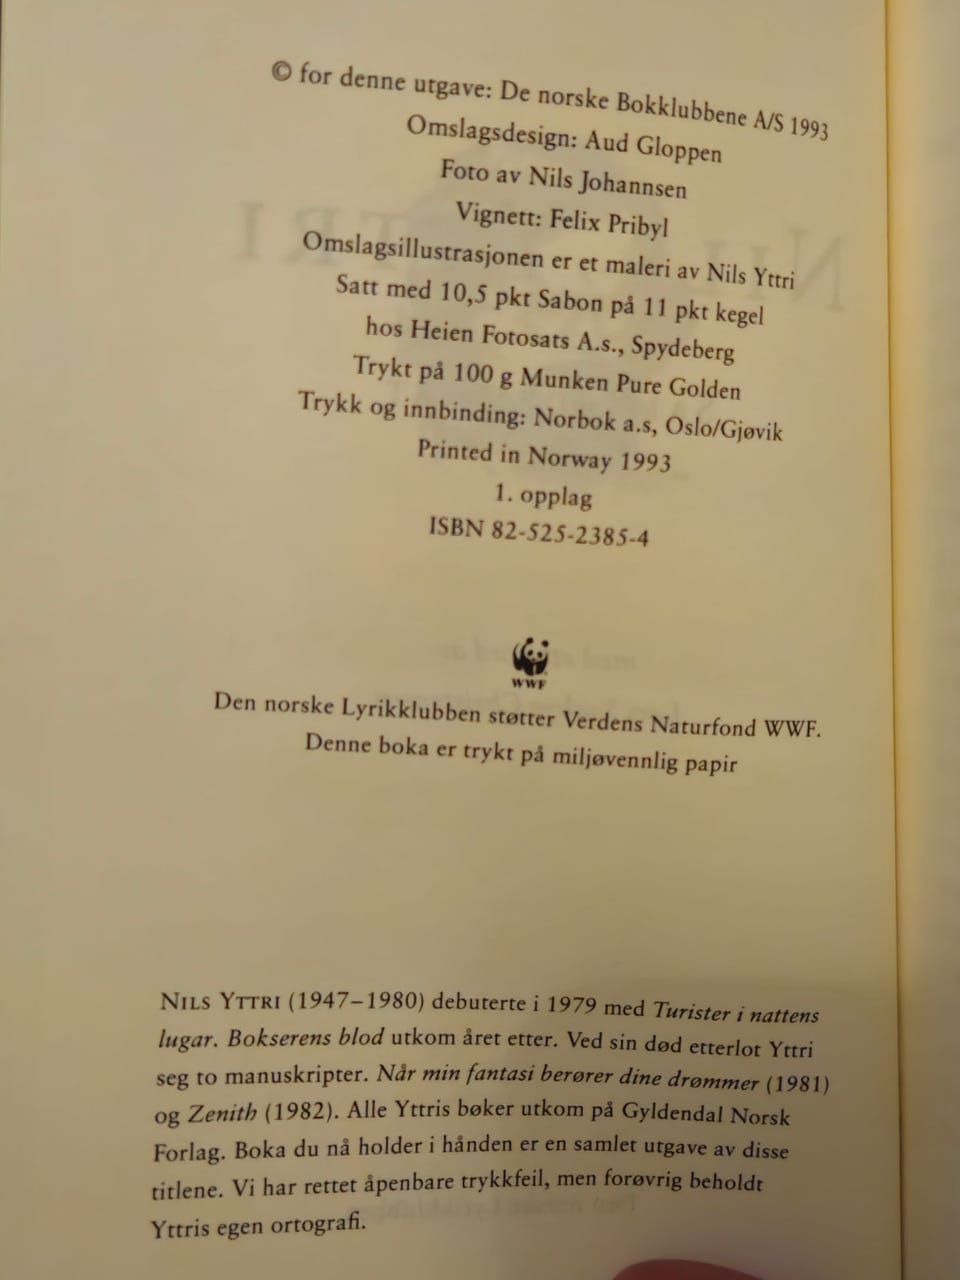 © for denne utgave: De norske Bokklubbene A/S 1993
Omslagsdesign: Aud Gloppen
Foto av Nils Johannsen
Vignett: Felix Pribyl
Omslagsillustrasjonen er et maleri av Nils Yttri
Satt med 10,5 pkt Sabon på 11 pkt kegel
hos Heien Fotosats A.s., Spydeberg
Trykt på 100 g Munken Pure Golden
Trykk og innbinding: Norbok a.s, Oslo/Gjøvik
Printed in Norway 1993
1. opplag
ISBN 82-525-2385-4
WWF
Den norske Lyrikklubben støtter Verdens Naturfond WWF.
Denne boka er trykt på miljøvennlig papir
NILS YTTRI (1947–1980) debuterte i 1979 med Turister i nattens
lugar. Bokserens blod utkom året etter. Ved sin død etterlot Yttri
seg to manuskripter. Når min fantasi berører dine drømmer (1981)
og Zenith (1982). Alle Yttris bøker utkom på Gyldendal Norsk
Forlag. Boka du nå holder i hånden er en samlet utgave av disse
titlene. Vi har rettet åpenbare trykkfeil, men forøvrig beholdt
Yttris egen ortografi.